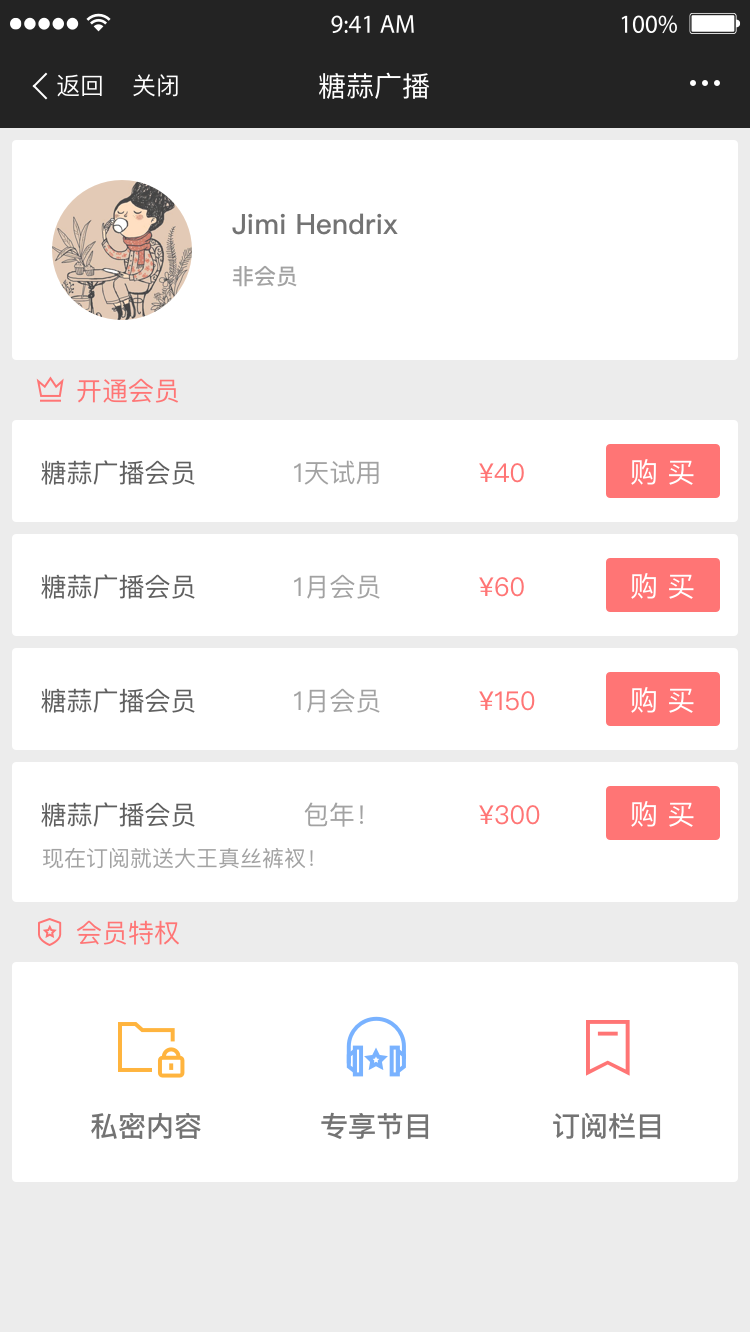 9:41 AM 100%
返回 关闭 糖蒜广播
Jimi Hendrix
非会员
开通会员
糖蒜广播会员 1天试用 ¥40 购买
糖蒜广播会员 1月会员 ¥60 购买
糖蒜广播会员 1月会员 ¥150 购买
糖蒜广播会员 包年! ¥300 购买
现在订阅就送大王真丝裤衩!
会员特权
私密内容 专享节目 订阅栏目